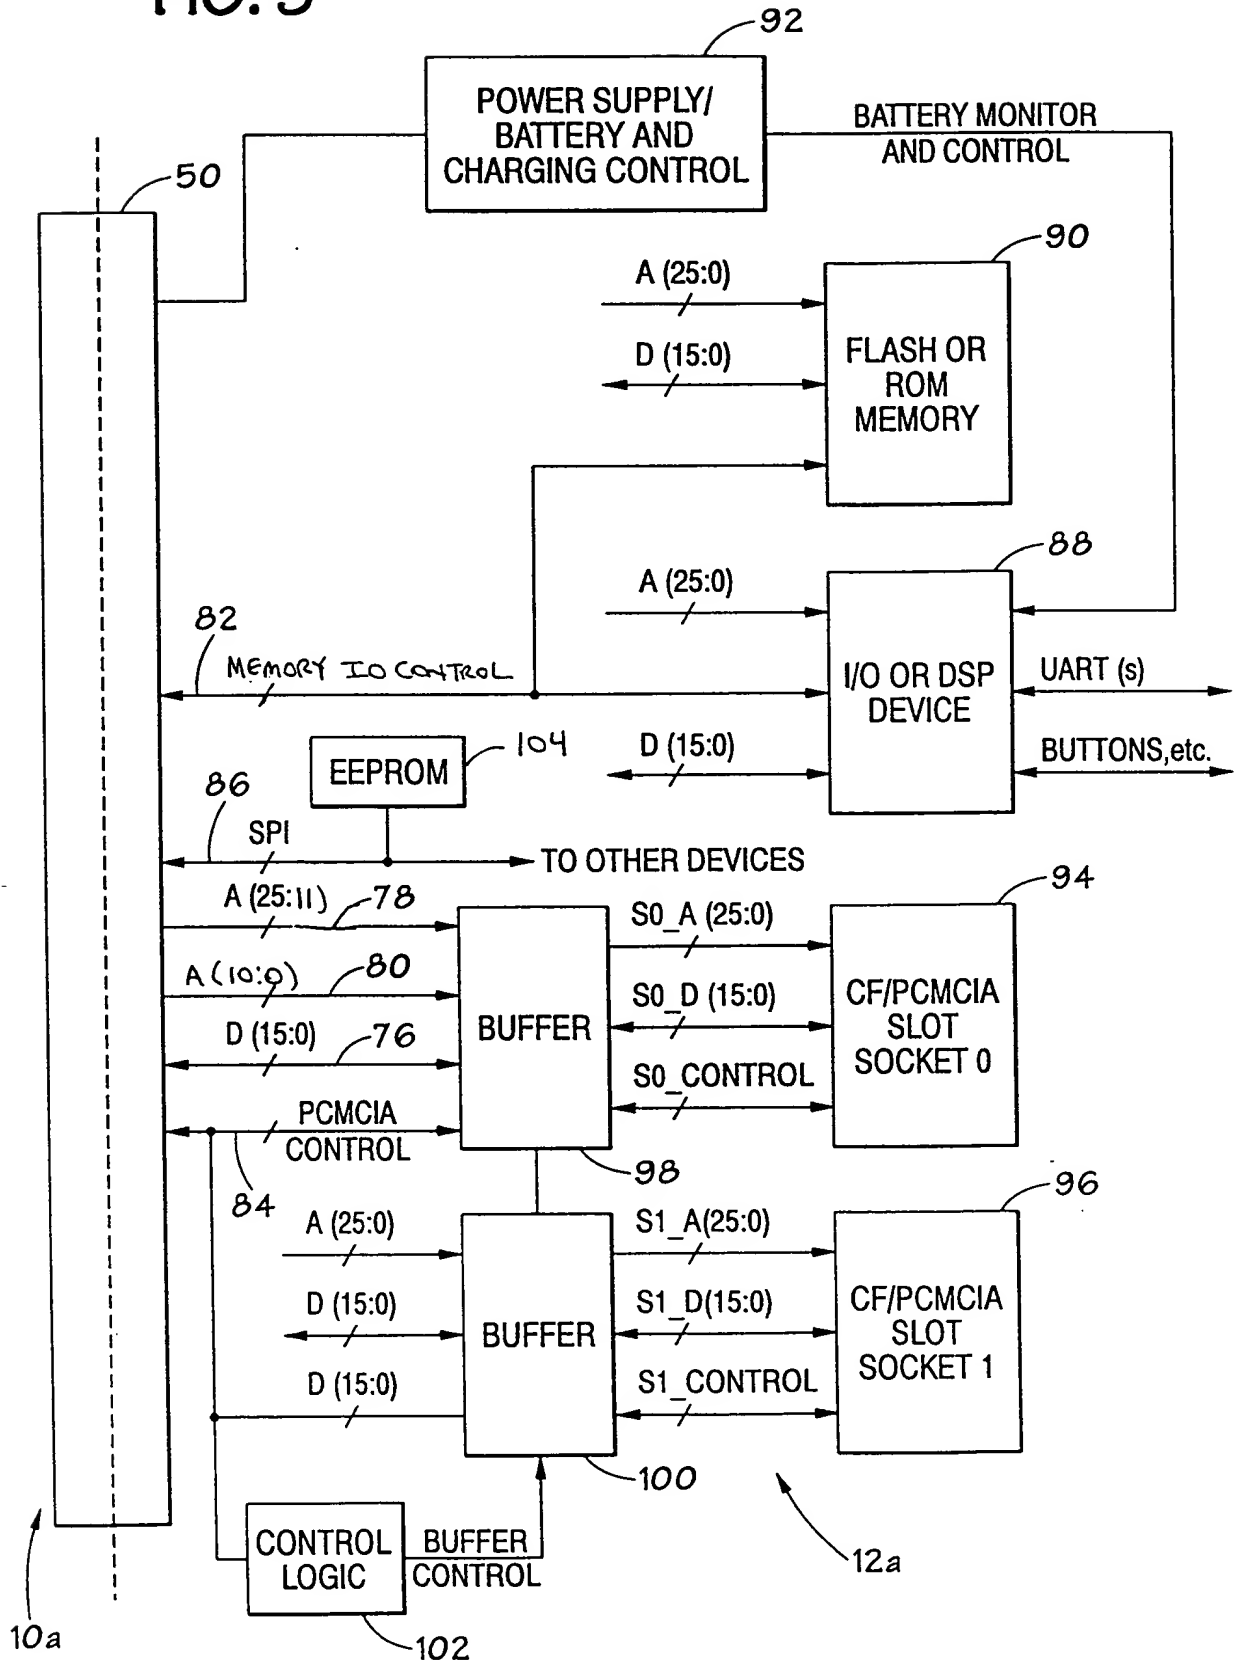 FIG. 5
92
POWER SUPPLY/
BATTERY AND
CHARGING CONTROL
BATTERY MONITOR
AND CONTROL
50
90
A (25:0)
D (15:0)
FLASH OR
ROM
MEMORY
88
A (25:0)
82
MEMORY IO CONTROL
I/O OR DSP
DEVICE
UART (s)
D (15:0)
BUTTONS,etc.
104
EEPROM
86
SPI
TO OTHER DEVICES
A (25:11)
78
94
S0_A (25:0)
A (10:0)
80
BUFFER
S0_D (15:0)
CF/PCMCIA
SLOT
SOCKET 0
D (15:0)
76
S0_CONTROL
PCMCIA
CONTROL
84
98
96
A (25:0)
S1_A(25:0)
D (15:0)
BUFFER
S1_D(15:0)
CF/PCMCIA
SLOT
SOCKET 1
D (15:0)
S1_CONTROL
100
CONTROL
LOGIC
BUFFER
CONTROL
12a
10a
102